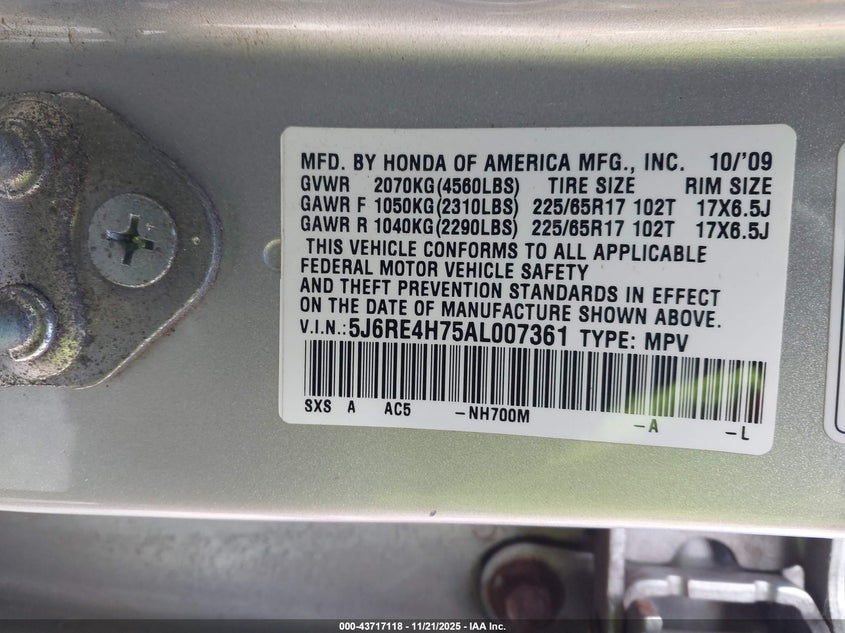 MFD. BY HONDA OF AMERICA MFG., INC. 10/'09
GVWR 2070KG(4560LBS) TIRE SIZE RIM SIZE
GAWR F 1050KG(2310LBS) 225/65R17 102T 17X6.5J
GAWR R 1040KG(2290LBS) 225/65R17 102T 17X6.5J
THIS VEHICLE CONFORMS TO ALL APPLICABLE
FEDERAL MOTOR VEHICLE SAFETY
AND THEFT PREVENTION STANDARDS IN EFFECT
ON THE DATE OF MANUFACTURE SHOWN ABOVE.
V.I.N.:5J6RE4H75AL007361 TYPE: MPV
SXS A AC5 -NH700M -A -L
000-43717118 - 11/21/2025 - IAA Inc.